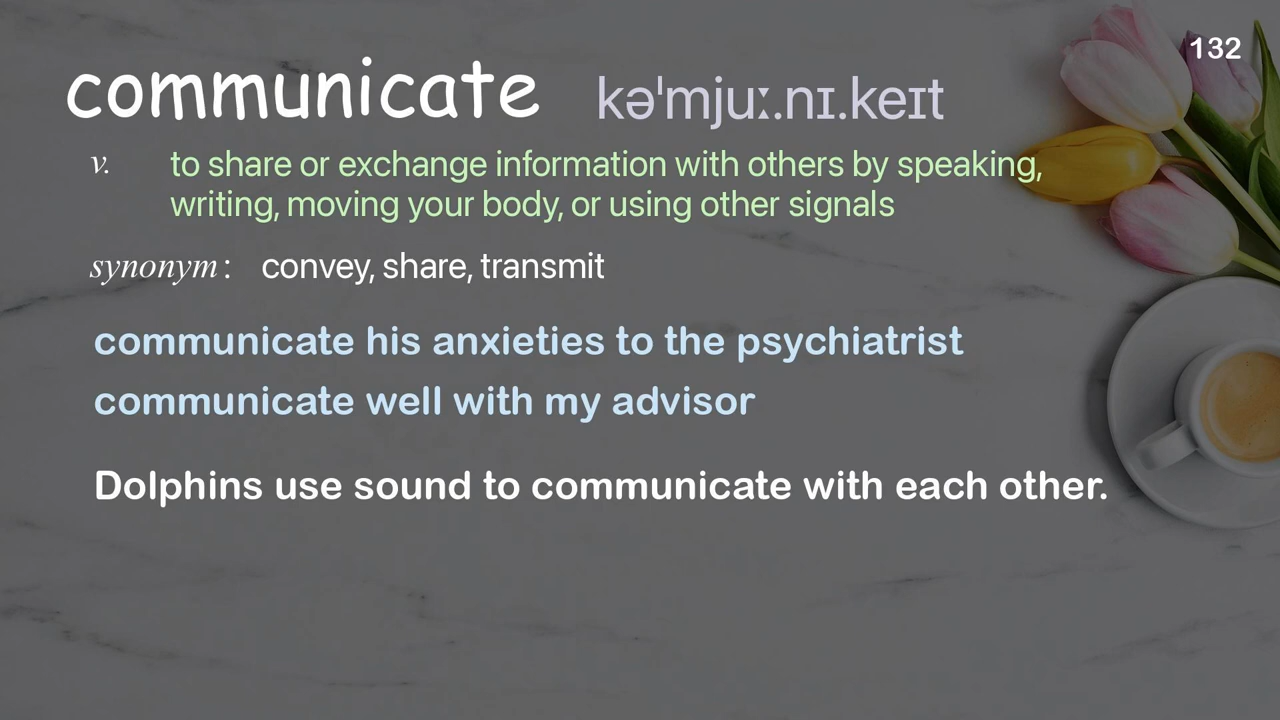 132
communicate kəˈmjuː.nɪ.keɪt
v. to share or exchange information with others by speaking,
writing, moving your body, or using other signals
synonym: convey, share, transmit
communicate his anxieties to the psychiatrist
communicate well with my advisor
Dolphins use sound to communicate with each other.